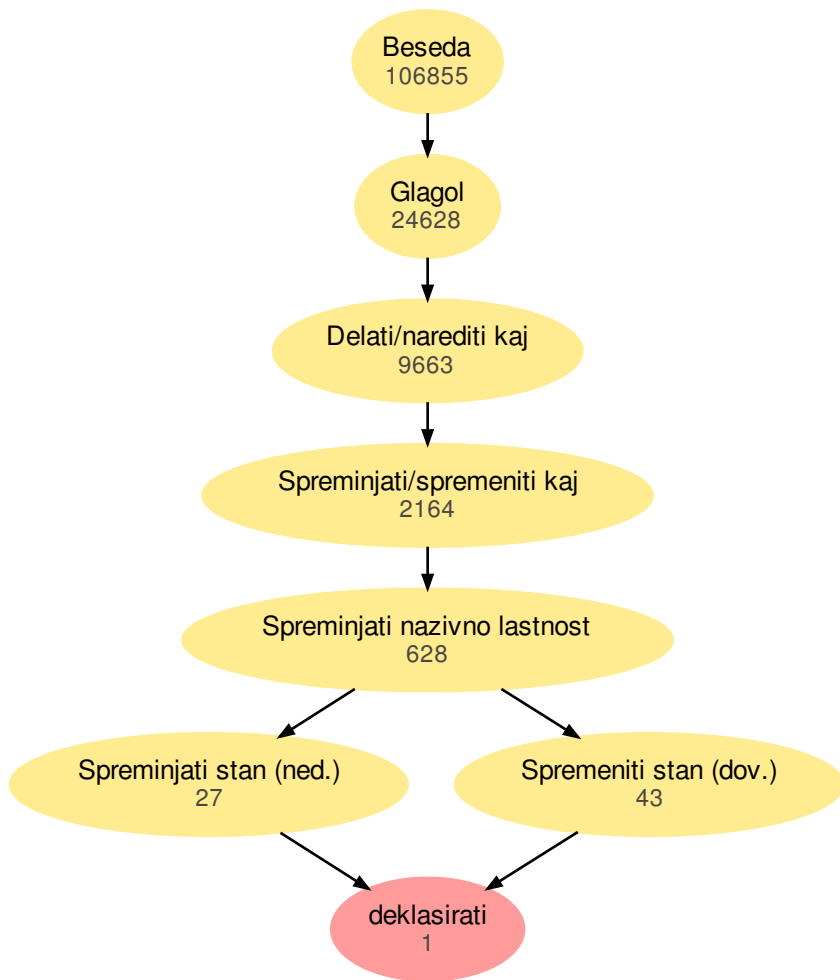 Beseda
106855
Glagol
24628
Delati/narediti kaj
9663
Spreminjati/spremeniti kaj
2164
Spreminjati nazivno lastnost
628
Spreminjati stan (ned.)
27
Spremeniti stan (dov.)
43
deklasirati
1